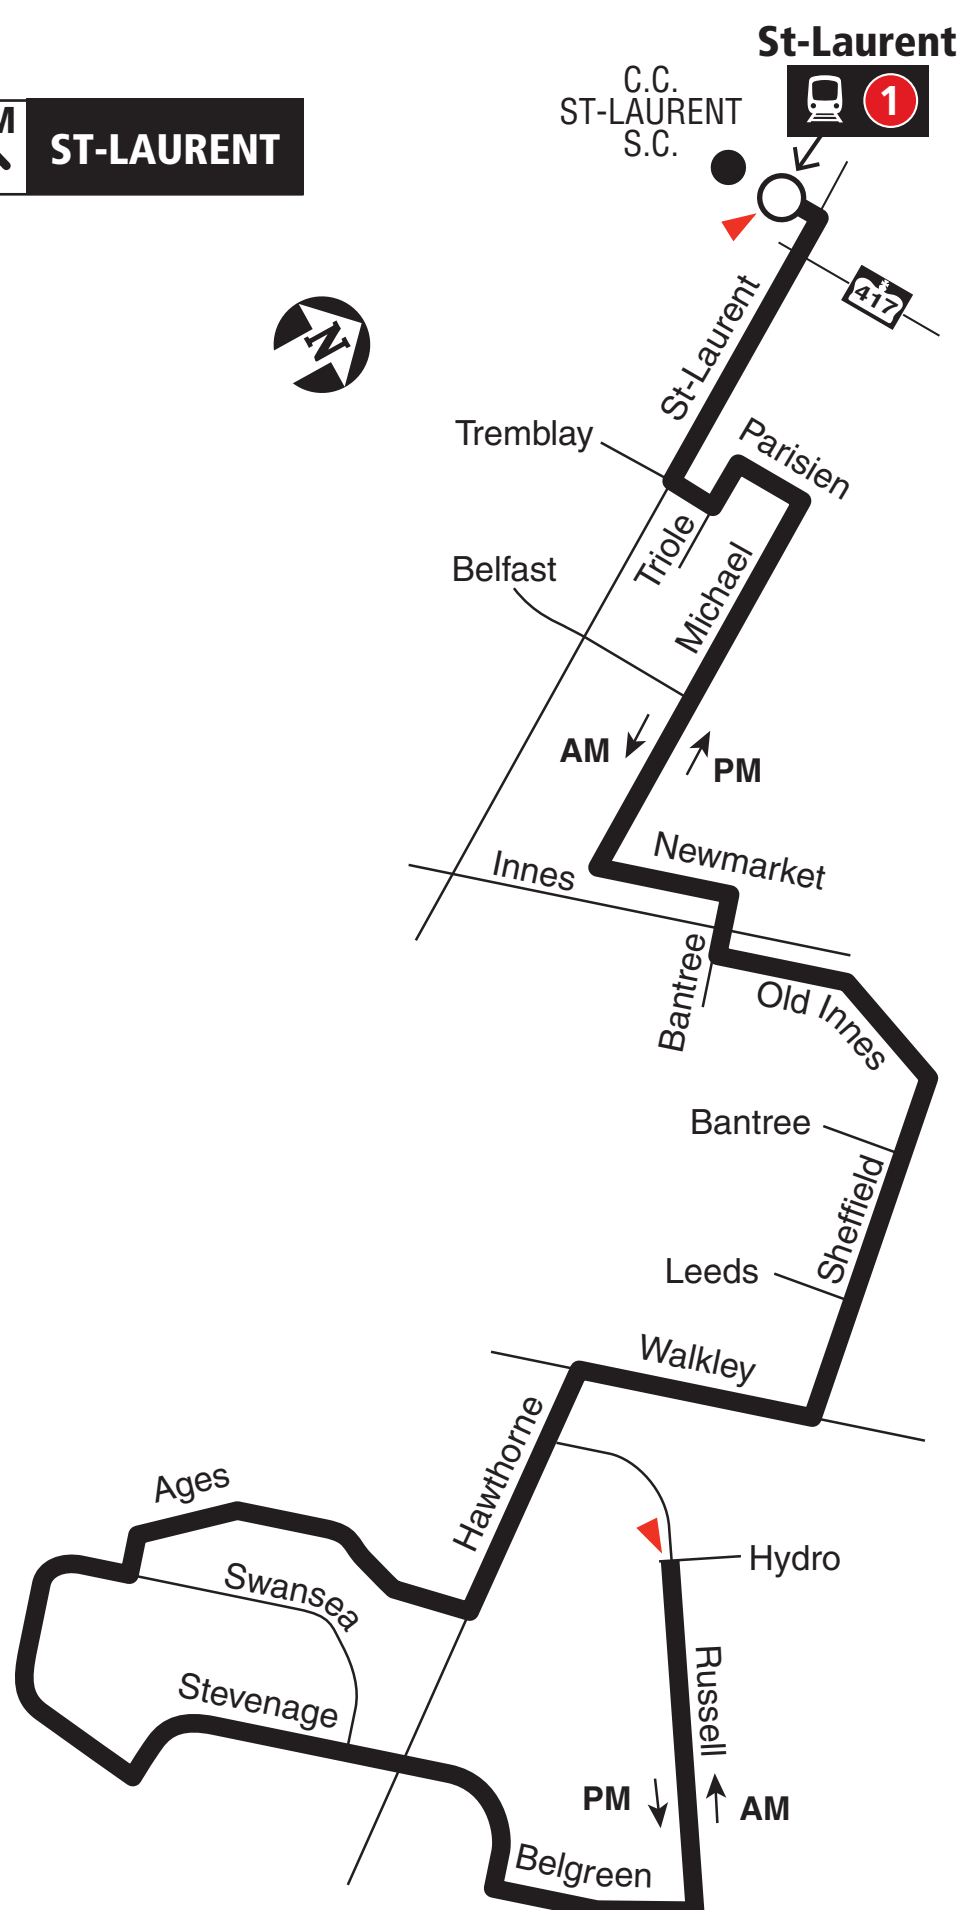 St-Laurent
1
C.C.
ST-LAURENT
S.C.
M
ST-LAURENT
417
N
St-Laurent
Tremblay
Parisien
Triole
Belfast
Michael
AM
PM
Newmarket
Innes
Bantree
Old Innes
Bantree
Sheffield
Leeds
Walkley
Hawthorne
Ages
Hydro
Swansea
Russell
Stevenage
PM
AM
Belgreen